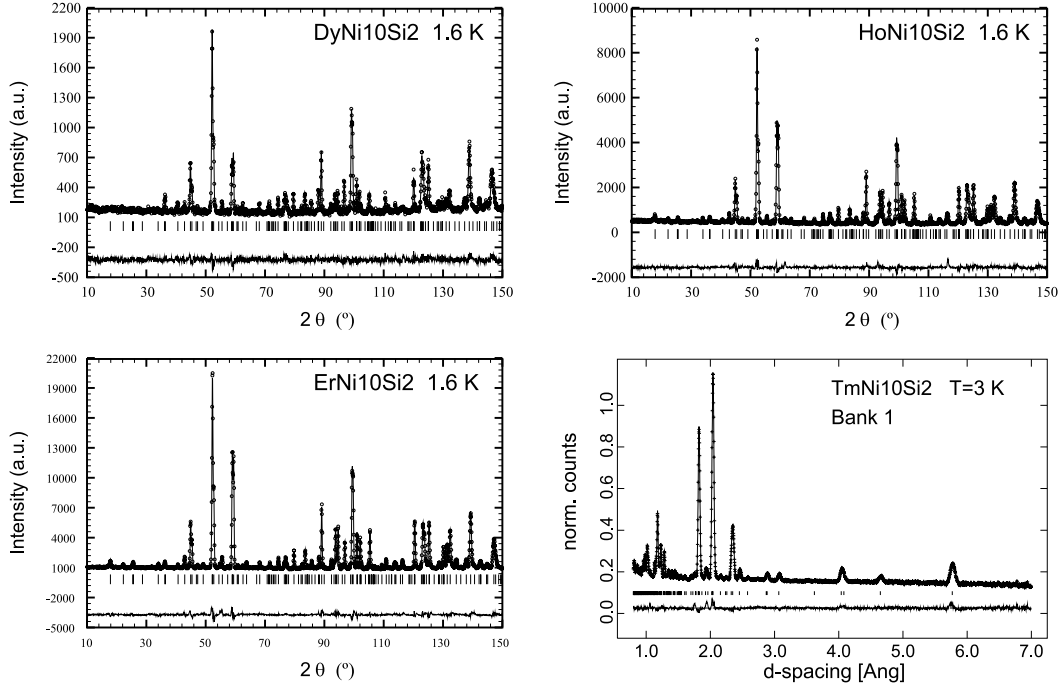 DyNi10Si2 1.6 K
Intensity (a.u.)
2200
1900
1600
1300
1000
700
400
100
-200
-500
10 30 50 70 90 110 130 150
2 θ (º)
HoNi10Si2 1.6 K
Intensity (a.u.)
10000
8000
6000
4000
2000
0
-2000
10 30 50 70 90 110 130 150
2 θ (º)
ErNi10Si2 1.6 K
Intensity (a.u.)
22000
19000
16000
13000
10000
7000
4000
1000
-2000
-5000
10 30 50 70 90 110 130 150
2 θ (º)
TmNi10Si2 T=3 K
Bank 1
norm. counts
1.0
0.8
0.6
0.4
0.2
0.0
1.0 2.0 3.0 4.0 5.0 6.0 7.0
d-spacing [Ang]